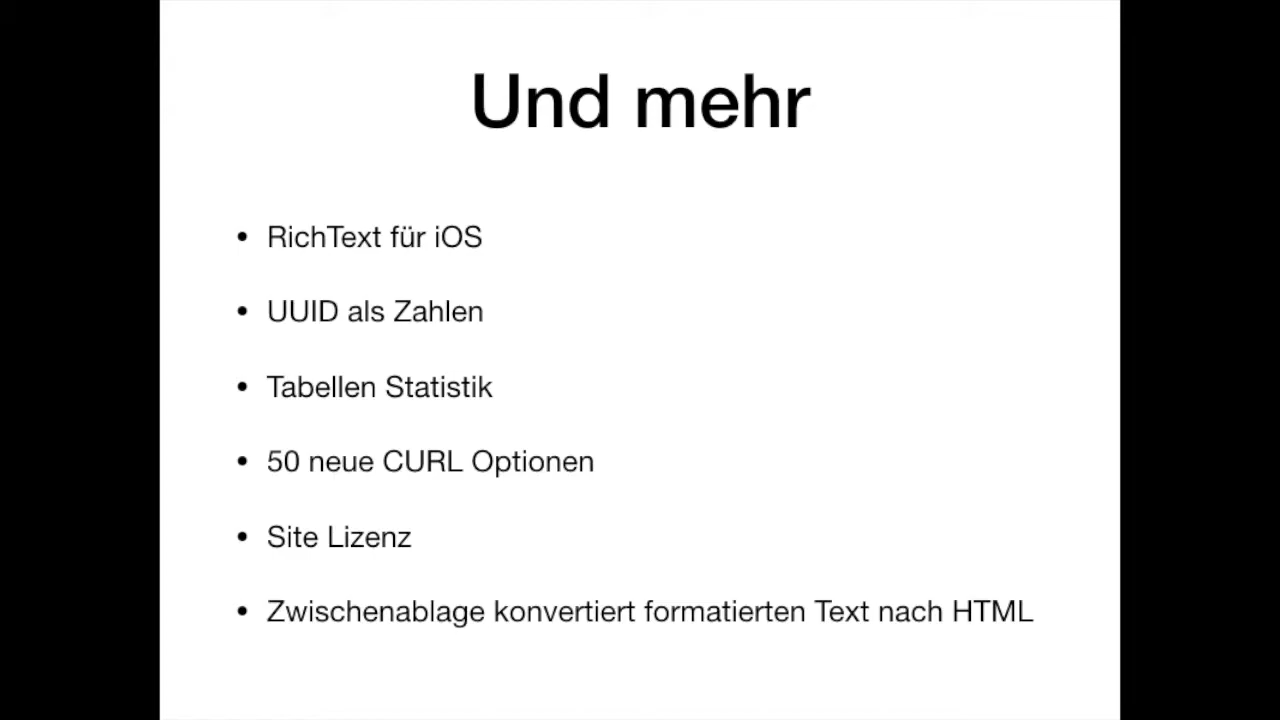 Und mehr
• RichText für iOS
• UUID als Zahlen
• Tabellen Statistik
• 50 neue CURL Optionen
• Site Lizenz
• Zwischenablage konvertiert formatierten Text nach HTML